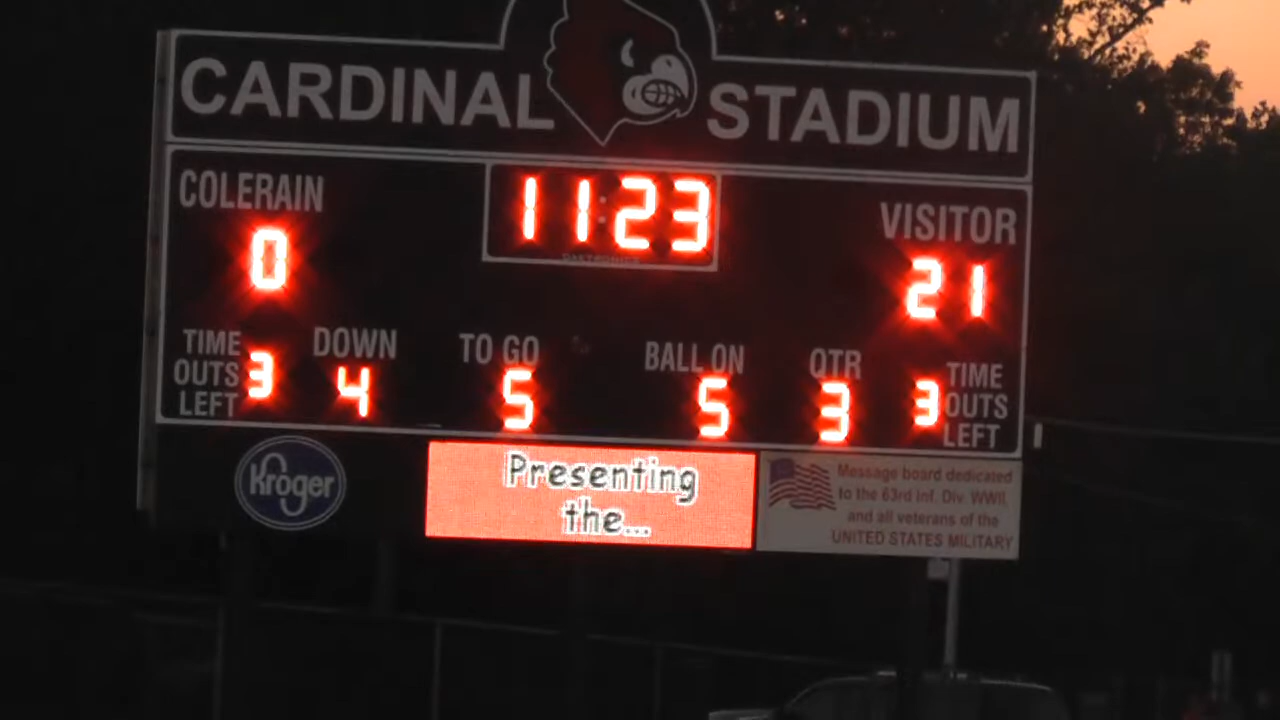 CARDINAL STADIUM
COLERAIN
11:23
VISITOR
0
21
TIME OUTS LEFT 3
DOWN 4
TO GO 5
BALL ON 5
QTR 3
3 TIME OUTS LEFT
Kroger
Presenting
the...
Message board dedicated
to the 63rd Inf. Div. WWII,
and all veterans of the
UNITED STATES MILITARY